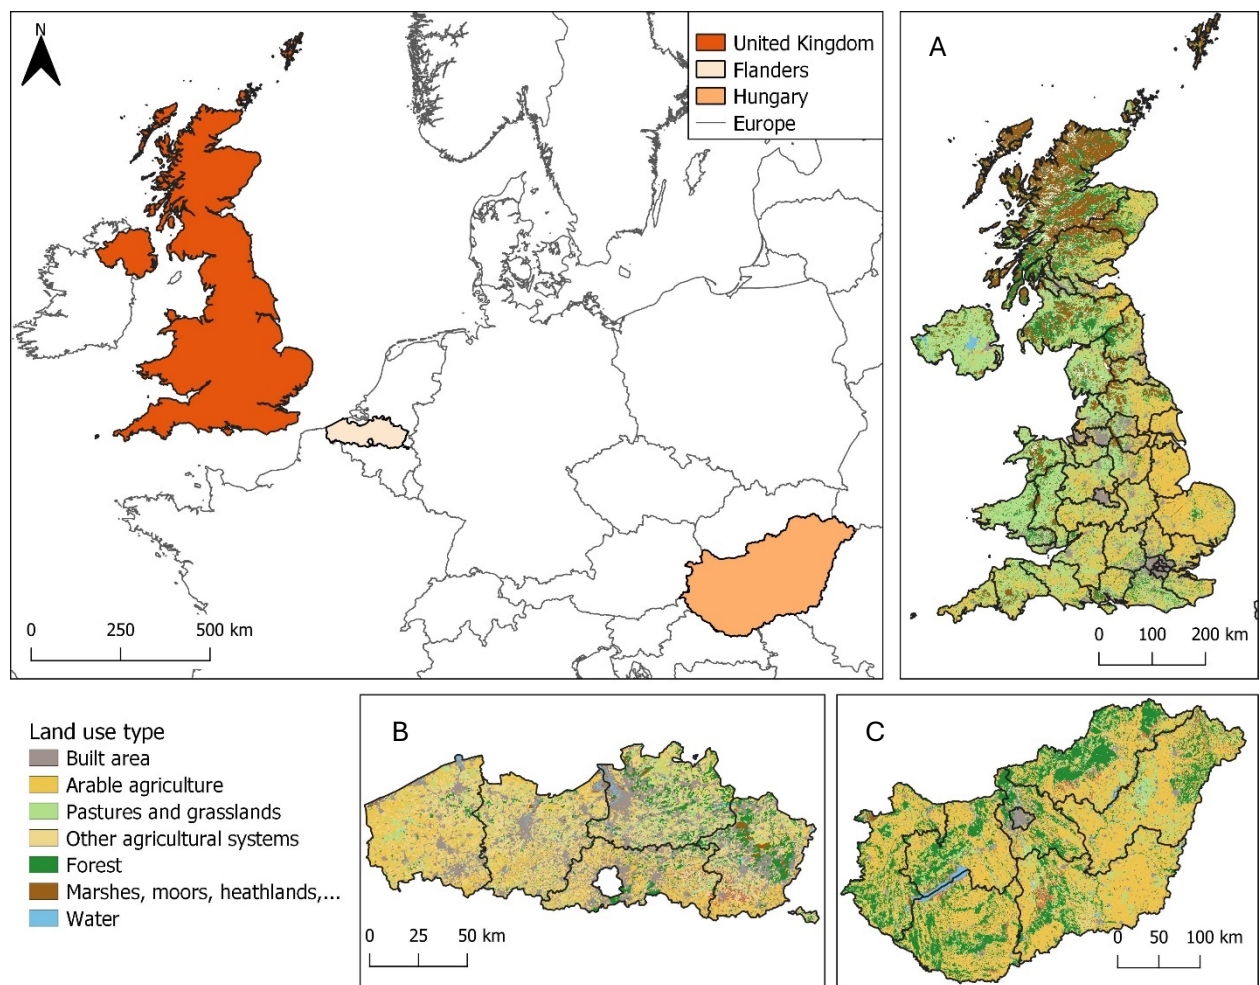 N
United Kingdom
Flanders
Hungary
Europe
0 250 500 km
A
0 100 200 km
Land use type
Built area
Arable agriculture
Pastures and grasslands
Other agricultural systems
Forest
Marshes, moors, heathlands,...
Water
B
0 25 50 km
C
0 50 100 km